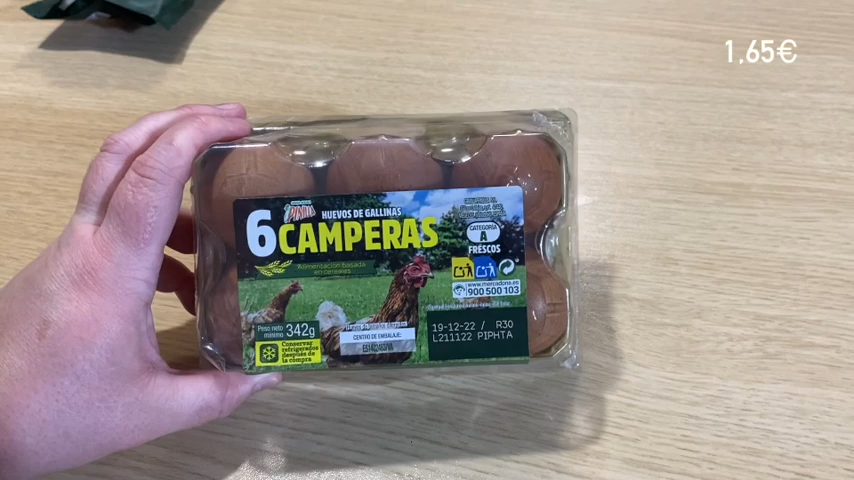 1,65€
HUEVOS DE GALLINAS
6 CAMPERAS
Alimentación basada
en cereales
CATEGORÍA
A
FRESCOS
www.mercadona.es
900 500 103
Peso neto
mínimo 342g
Conservar
refrigerados
después de
la compra
CENTRO DE EMBALAJE:
19-12-22 / R30
L211122 PIPHTA